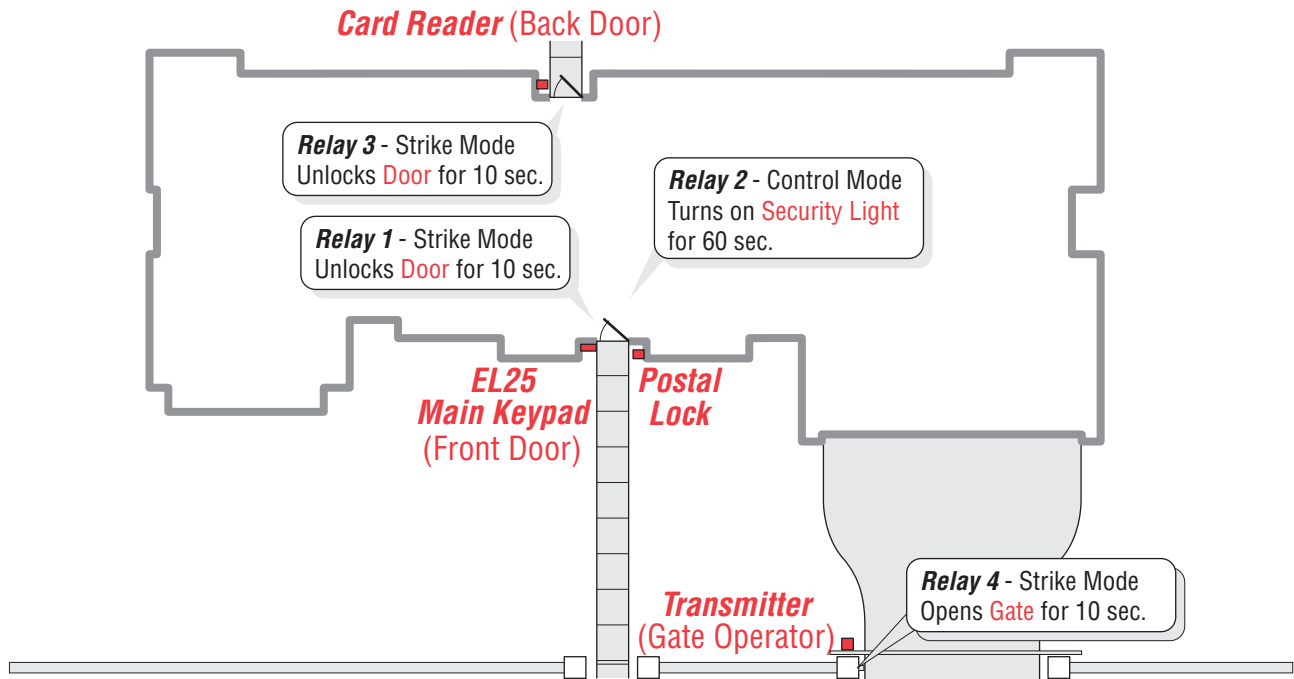 Card Reader (Back Door)
Relay 3 - Strike Mode
Unlocks Door for 10 sec.
Relay 2 - Control Mode
Turns on Security Light
for 60 sec.
Relay 1 - Strike Mode
Unlocks Door for 10 sec.
EL25
Main Keypad
(Front Door)
Postal
Lock
Relay 4 - Strike Mode
Opens Gate for 10 sec.
Transmitter
(Gate Operator)